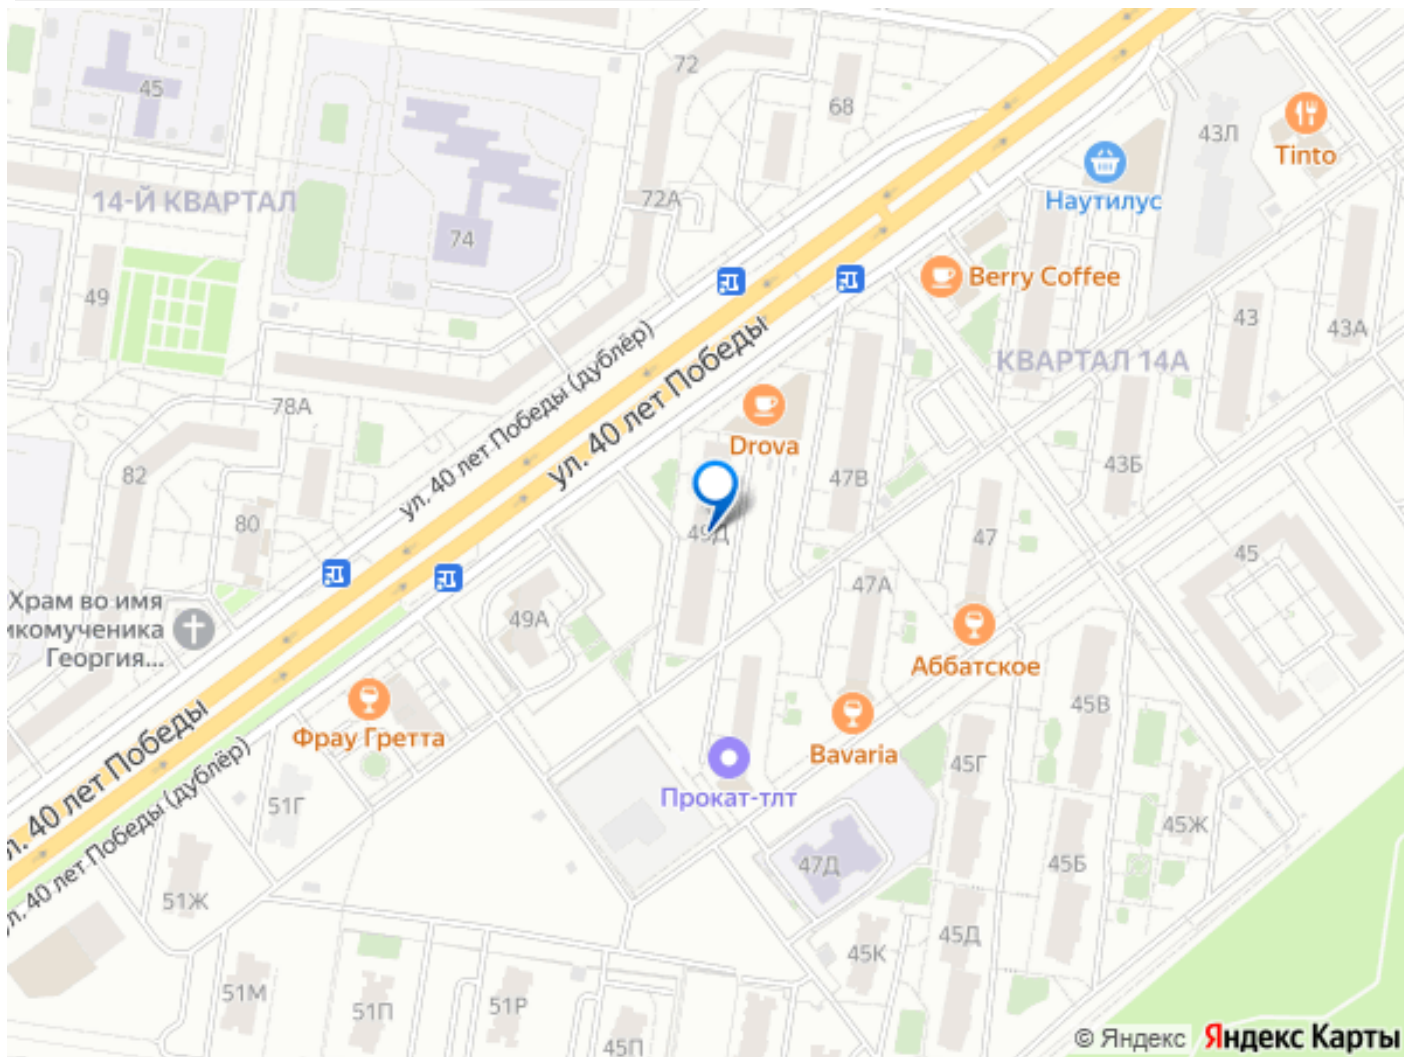 72
45
68
43Л
Tinto
14-Й КВАРТАЛ
72А
Наутилус
74
Berry Coffee
49
43
43А
КВАРТАЛ 14А
ул. 40 лет Победы (дублёр)
ул. 40 лет Победы
78А
Drova
82
47В
43Б
80
49Д
47
45
Храм во имя
икомученика
Георгия...
49А
47А
Аббатское
45В
Фрау Гретта
Bavaria
45Г
л. 40 лет Победы
Прокат-тлт
51Г
45Ж
ул. 40 лет Победы (дублёр)
47Д
45Б
51Ж
45Д
45К
51М
51П
51Р
45П
© Яндекс Яндекс Карты